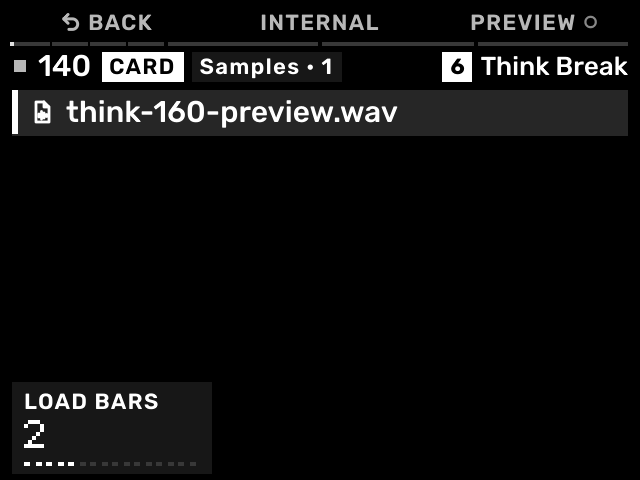 BACK INTERNAL PREVIEW
140 CARD Samples • 1 6 Think Break
think-160-preview.wav
LOAD BARS
2